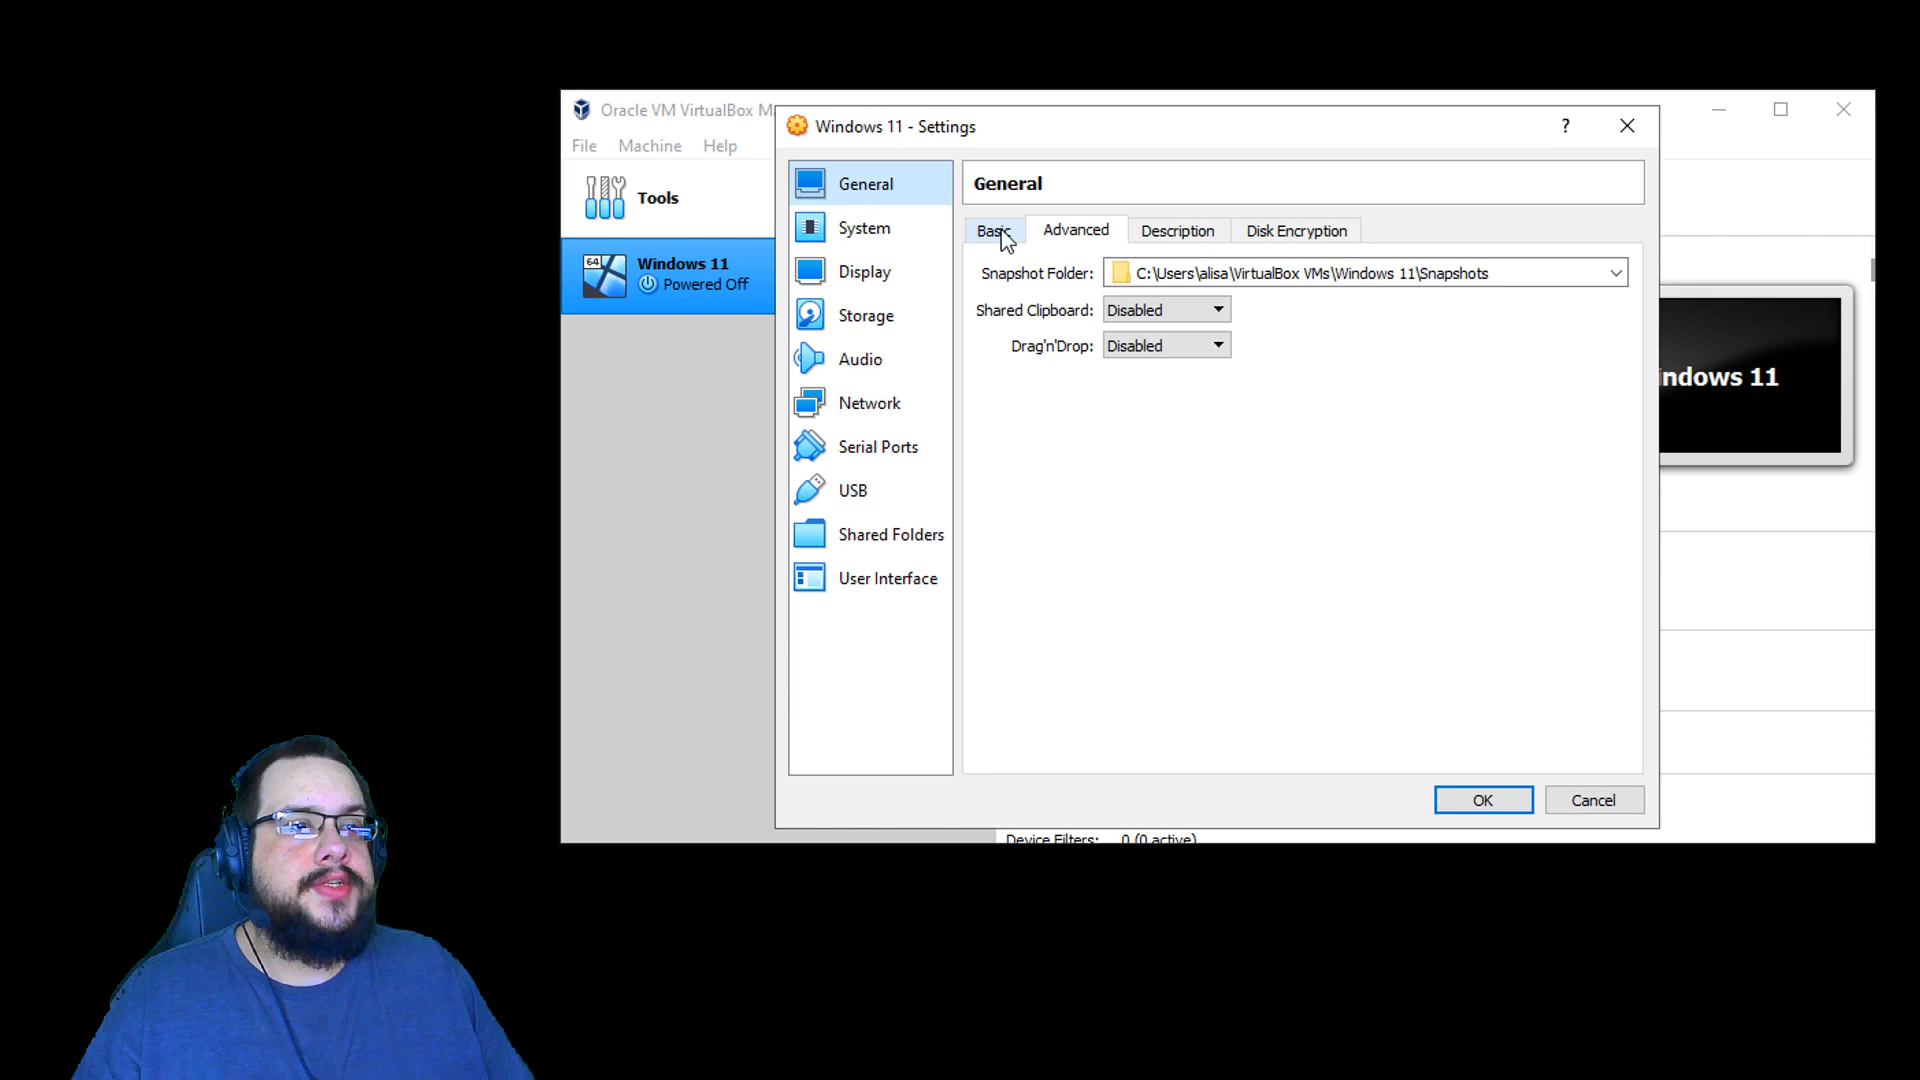 Oracle VM VirtualBox M
File Machine Help
Tools
64
Windows 11
Powered Off
Windows 11 - Settings
?
General
System
Display
Storage
Audio
Network
Serial Ports
USB
Shared Folders
User Interface
General
Basic Advanced Description Disk Encryption
Snapshot Folder: C:\Users\alisa\VirtualBox VMs\Windows 11\Snapshots
Shared Clipboard: Disabled
Drag'n'Drop: Disabled
OK Cancel
indows 11
Device Filters: 0 (0 active)